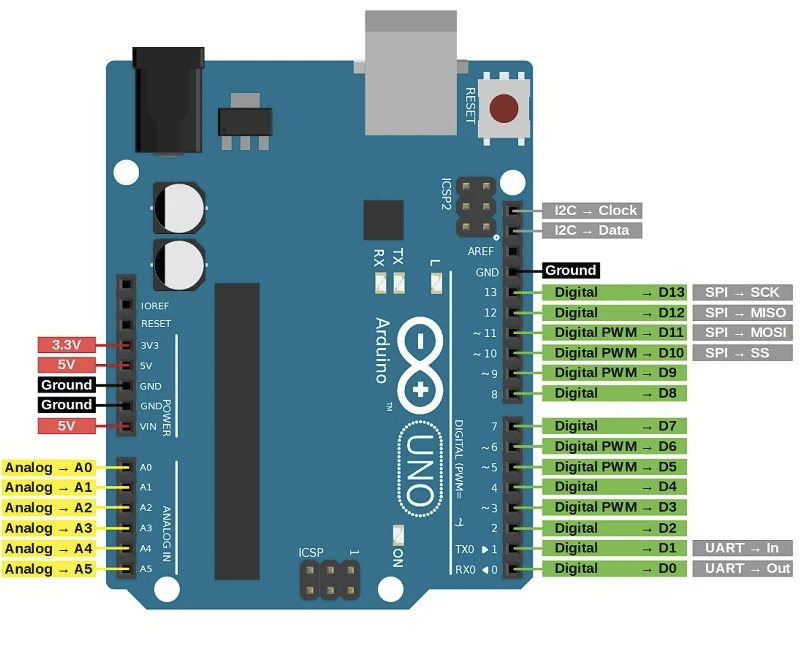 RESET
ICSP2
I2C → Clock
I2C → Data
AREF
GND Ground
RX TX L
13 Digital → D13 SPI → SCK
12 Digital → D12 SPI → MISO
~11 Digital PWM → D11 SPI → MOSI
~10 Digital PWM → D10 SPI → SS
~9 Digital PWM → D9
8 Digital → D8
7 Digital → D7
~6 Digital PWM → D6
~5 Digital PWM → D5
4 Digital → D4
~3 Digital PWM → D3
2 Digital → D2
TX0 ▶ 1 Digital → D1 UART → In
RX0 ◀ 0 Digital → D0 UART → Out
DIGITAL (PWM= ~)
Arduino
TM
UNO
ON
ICSP 1
IOREF
RESET
3.3V 3V3
5V 5V
Ground GND
Ground GND
5V VIN
POWER
Analog → A0 A0
Analog → A1 A1
Analog → A2 A2
Analog → A3 A3
Analog → A4 A4
Analog → A5 A5
ANALOG IN